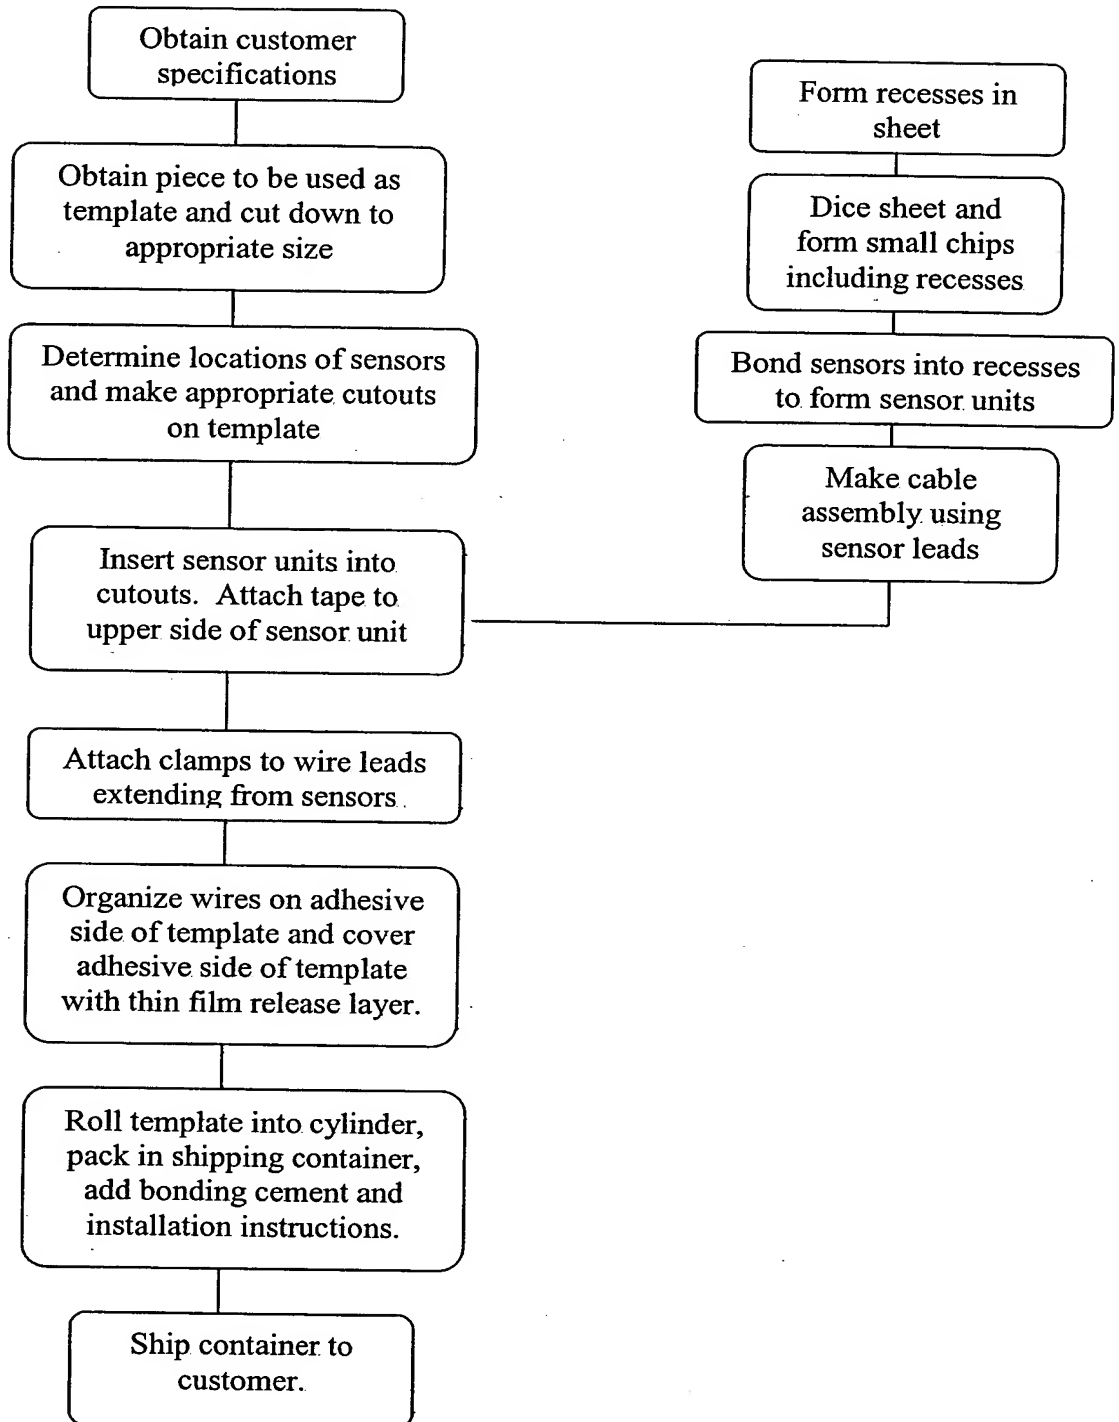 Obtain customer
specifications
Obtain piece to be used as
template and cut down to
appropriate size
Determine locations of sensors
and make appropriate cutouts
on template
Insert sensor units into
cutouts.  Attach tape to
upper side of sensor unit
Attach clamps to wire leads
extending from sensors.
Organize wires on adhesive
side of template and cover
adhesive side of template
with thin film release layer.
Roll template into cylinder,
pack in shipping container,
add bonding cement and
installation instructions.
Ship container to
customer.
Form recesses in
sheet
Dice sheet and
form small chips
including recesses
Bond sensors into recesses
to form sensor units
Make cable
assembly using
sensor leads